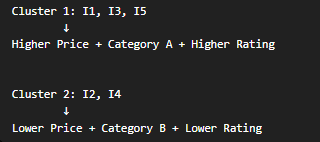 Cluster 1: I1, I3, I5
↓
Higher Price + Category A + Higher Rating
Cluster 2: I2, I4
↓
Lower Price + Category B + Lower Rating